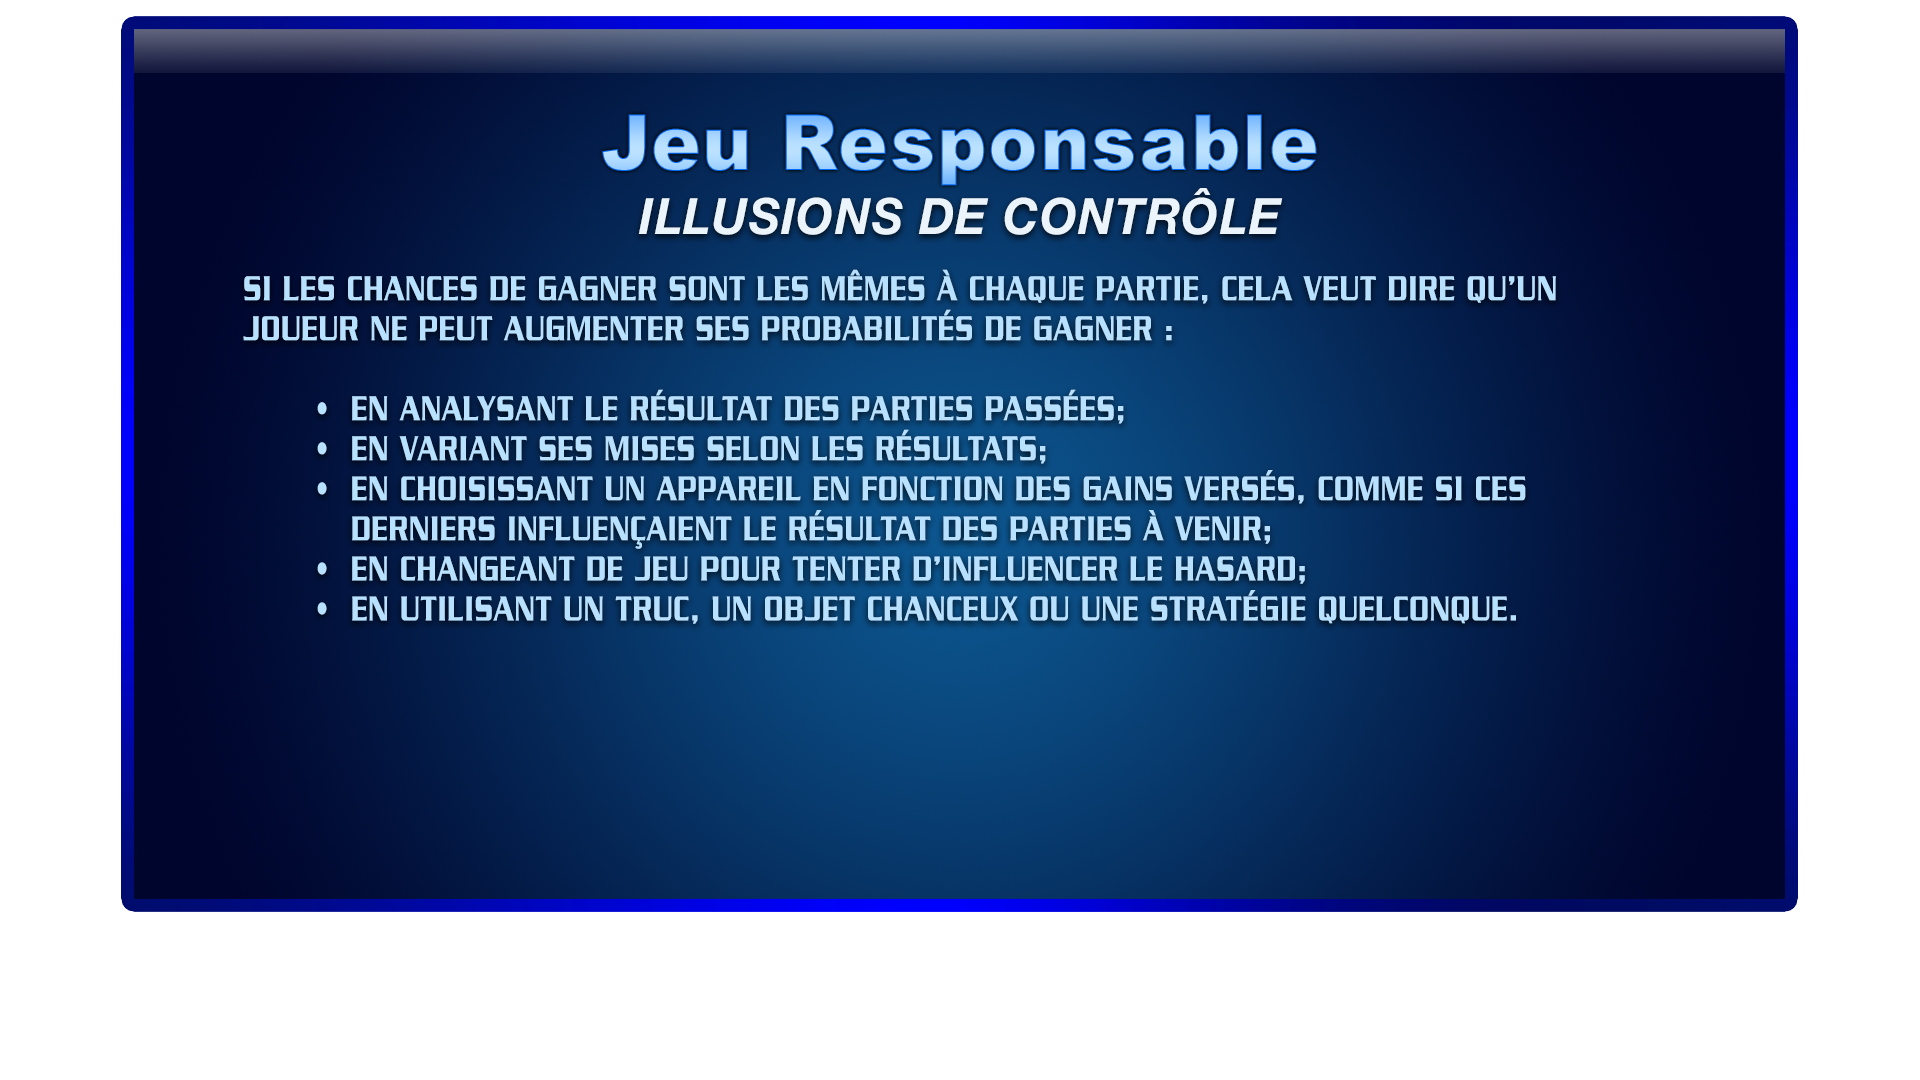 Jeu Responsable
ILLUSIONS DE CONTRÔLE
SI LES CHANCES DE GAGNER SONT LES MÊMES À CHAQUE PARTIE, CELA VEUT DIRE QU’UN
JOUEUR NE PEUT AUGMENTER SES PROBABILITÉS DE GAGNER :
• EN ANALYSANT LE RÉSULTAT DES PARTIES PASSÉES;
• EN VARIANT SES MISES SELON LES RÉSULTATS;
• EN CHOISISSANT UN APPAREIL EN FONCTION DES GAINS VERSÉS, COMME SI CES
DERNIERS INFLUENÇAIENT LE RÉSULTAT DES PARTIES À VENIR;
• EN CHANGEANT DE JEU POUR TENTER D’INFLUENCER LE HASARD;
• EN UTILISANT UN TRUC, UN OBJET CHANCEUX OU UNE STRATÉGIE QUELCONQUE.